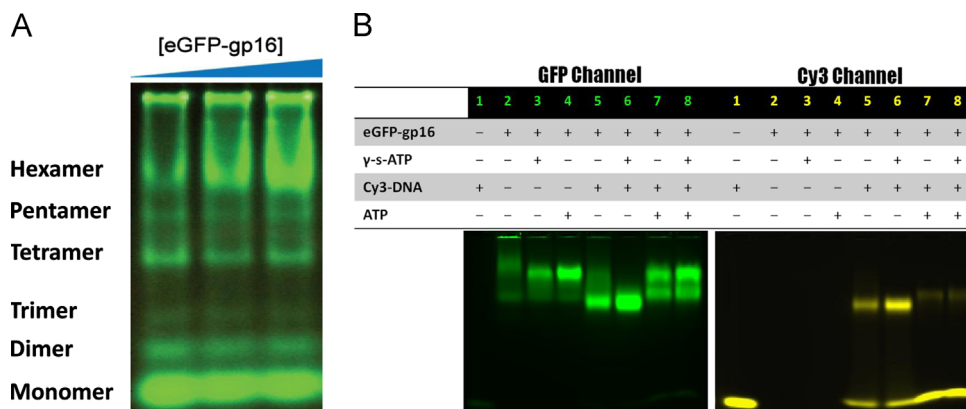 A
[eGFP-gp16]
Hexamer
Pentamer
Tetramer
Trimer
Dimer
Monomer
B
GFP Channel Cy3 Channel
1 2 3 4 5 6 7 8 1 2 3 4 5 6 7 8
eGFP-gp16 − + + + + + + + − + + + + + + +
γ-s-ATP − − + − − + − + − − + − − + − +
Cy3-DNA + − − − + + + + + − − − + + + +
ATP − − − + − − + + − − − + − − + +